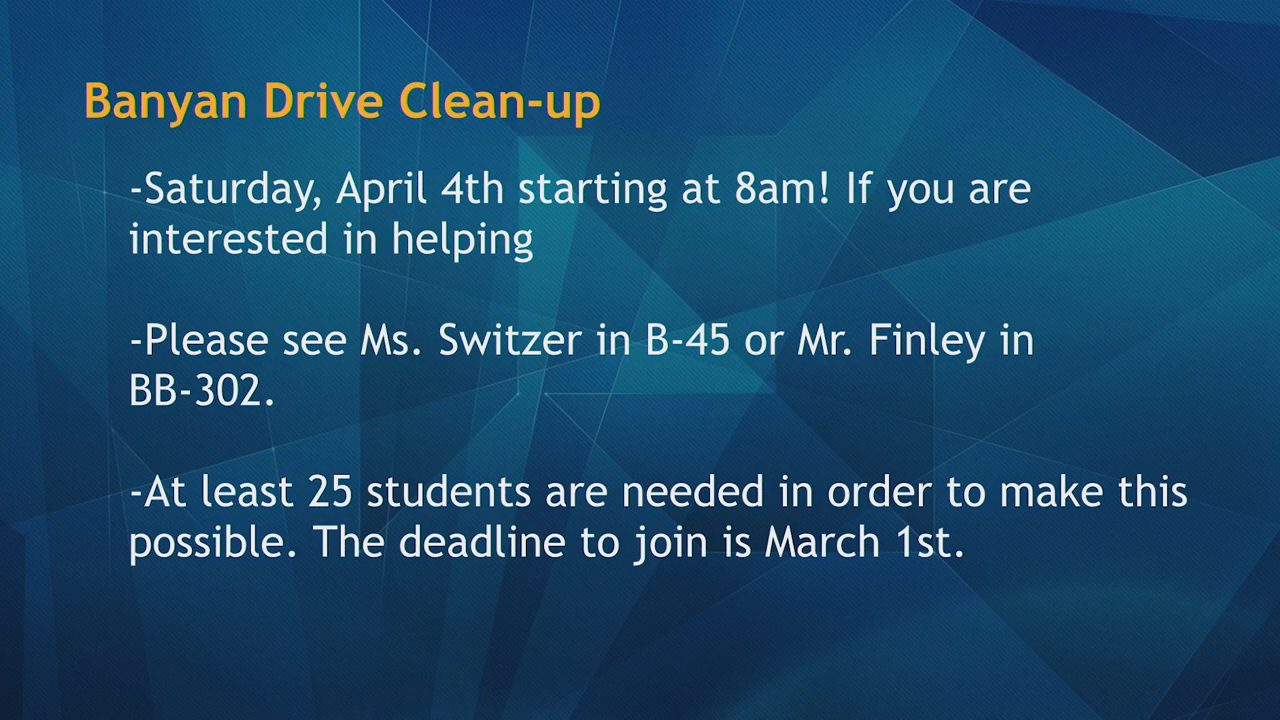 Banyan Drive Clean-up
-Saturday, April 4th starting at 8am! If you are
interested in helping
-Please see Ms. Switzer in B-45 or Mr. Finley in
BB-302.
-At least 25 students are needed in order to make this
possible. The deadline to join is March 1st.